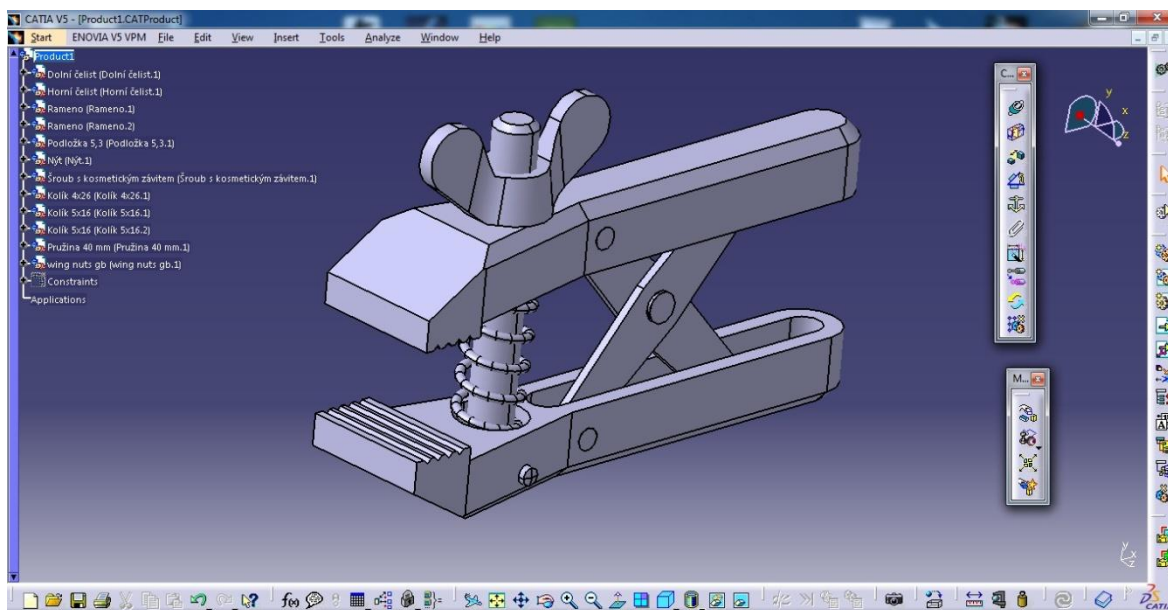 CATIA V5 - [Product1.CATProduct]
Start ENOVIA V5 VPM File Edit View Insert Tools Analyze Window Help
Product1
Dolní čelist (Dolní čelist.1)
Horní čelist (Horní čelist.1)
Rameno (Rameno.1)
Rameno (Rameno.2)
Podložka 5,3 (Podložka 5,3.1)
Nýt (Nýt.1)
Šroub s kosmetickým závitem (Šroub s kosmetickým závitem.1)
Kolík 4x26 (Kolík 4x26.1)
Kolík 5x16 (Kolík 5x16.1)
Kolík 5x16 (Kolík 5x16.2)
Pružina 40 mm (Pružina 40 mm.1)
wing nuts gb (wing nuts gb.1)
Constraints
Applications
C...
y
x
z
M...
y
x
z
f(x)